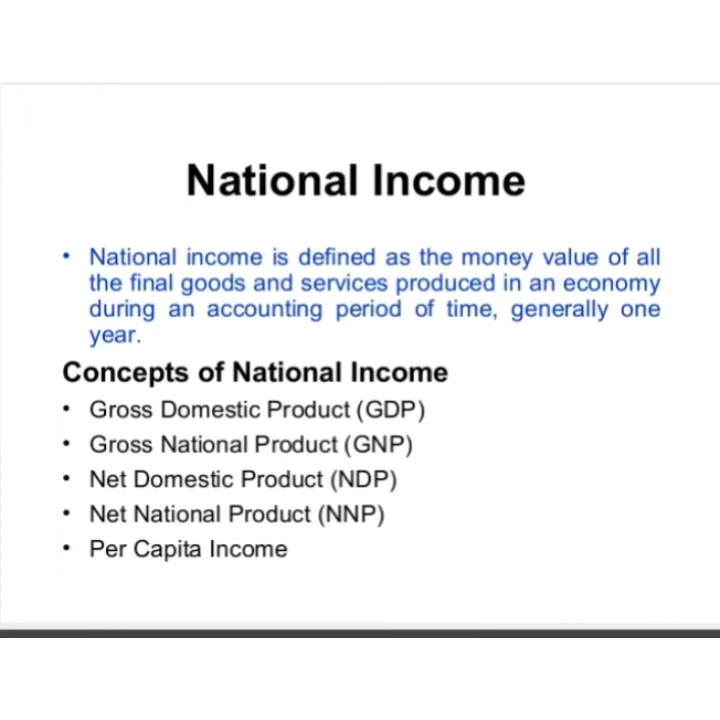 National Income
• National income is defined as the money value of all
the final goods and services produced in an economy
during an accounting period of time, generally one
year.
Concepts of National Income
• Gross Domestic Product (GDP)
• Gross National Product (GNP)
• Net Domestic Product (NDP)
• Net National Product (NNP)
• Per Capita Income